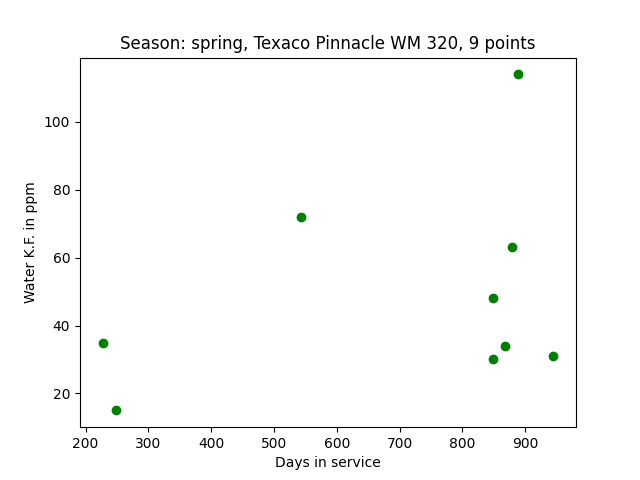 Season: spring, Texaco Pinnacle WM 320, 9 points
Water K.F. in ppm
100
80
60
40
20
200 300 400 500 600 700 800 900
Days in service